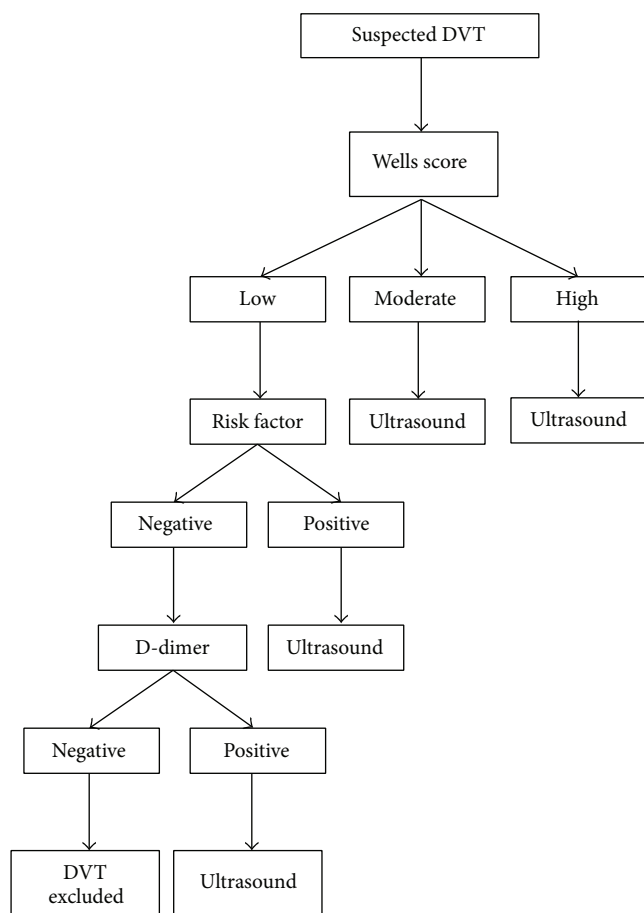 Suspected DVT
Wells score
Low
Moderate
High
Risk factor
Ultrasound
Ultrasound
Negative
Positive
D-dimer
Ultrasound
Negative
Positive
DVT
excluded
Ultrasound